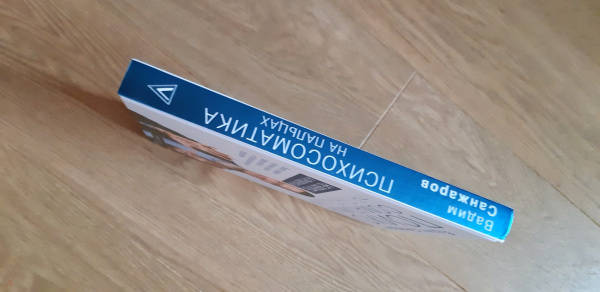 Вадим
Санжаров
ПСИХОСОМАТИКА
НА ПАЛЬЦАХ